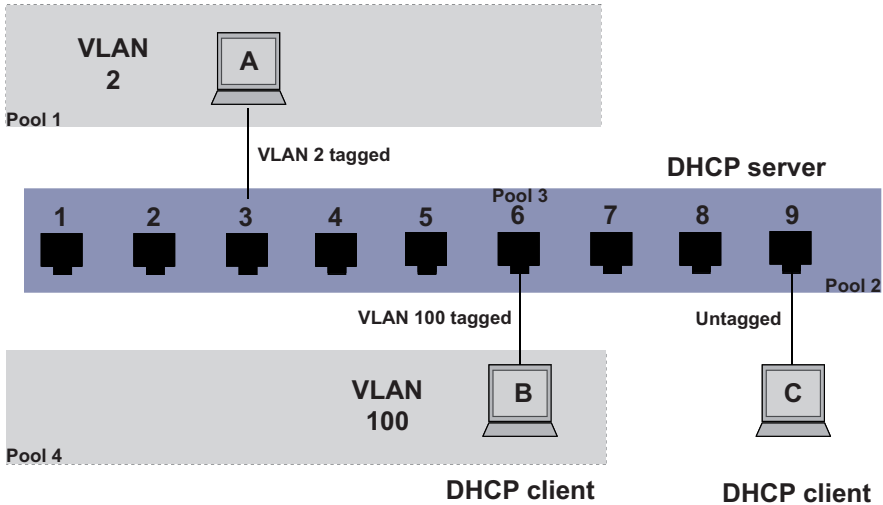 VLAN
2
A
Pool 1
VLAN 2 tagged
DHCP server
Pool 3
1 2 3 4 5 6 7 8 9
Pool 2
VLAN 100 tagged
Untagged
VLAN
100
B
C
Pool 4
DHCP client
DHCP client